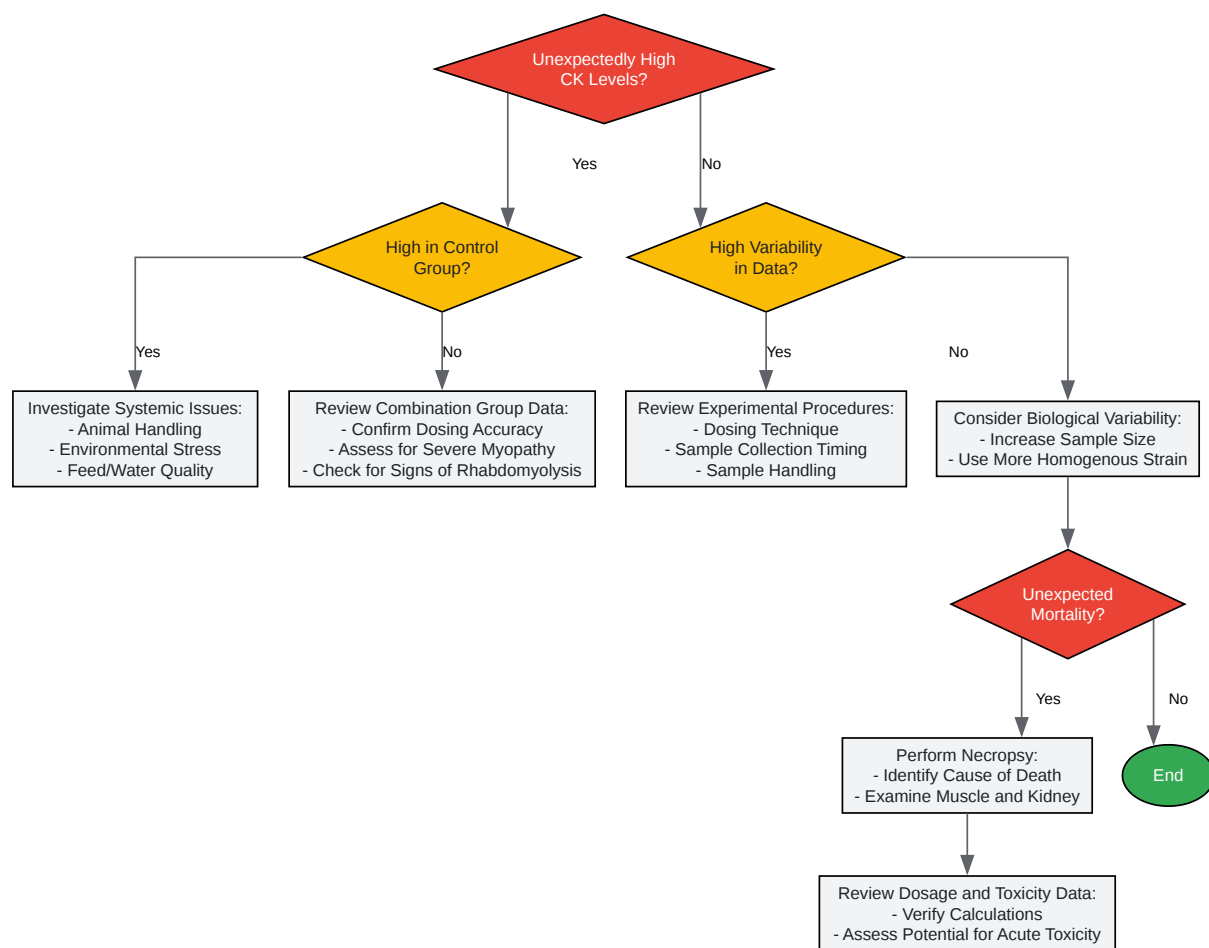 Unexpectedly High
CK Levels?
Yes
No
High in Control
Group?
High Variability
in Data?
Yes
No
Yes
No
Investigate Systemic Issues:
- Animal Handling
- Environmental Stress
- Feed/Water Quality
Review Combination Group Data:
- Confirm Dosing Accuracy
- Assess for Severe Myopathy
- Check for Signs of Rhabdomyolysis
Review Experimental Procedures:
- Dosing Technique
- Sample Collection Timing
- Sample Handling
Consider Biological Variability:
- Increase Sample Size
- Use More Homogenous Strain
Unexpected
Mortality?
Yes
No
Perform Necropsy:
- Identify Cause of Death
- Examine Muscle and Kidney
End
Review Dosage and Toxicity Data:
- Verify Calculations
- Assess Potential for Acute Toxicity